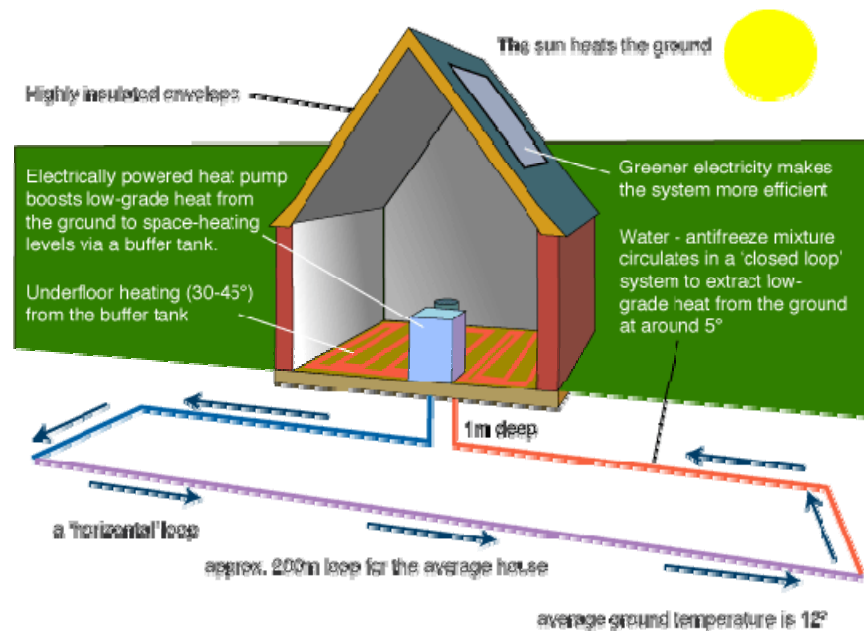 The sun heats the ground
Highly insulated envelope
Electrically powered heat pump
boosts low-grade heat from
the ground to space-heating
levels via a buffer tank.
Underfloor heating (30-45°)
from the buffer tank
Greener electricity makes
the system more efficient
Water - antifreeze mixture
circulates in a 'closed loop'
system to extract low-
grade heat from the ground
at around 5°
1m deep
a 'horizontal' loop
approx. 200m loop for the average house
average ground temperature is 12°